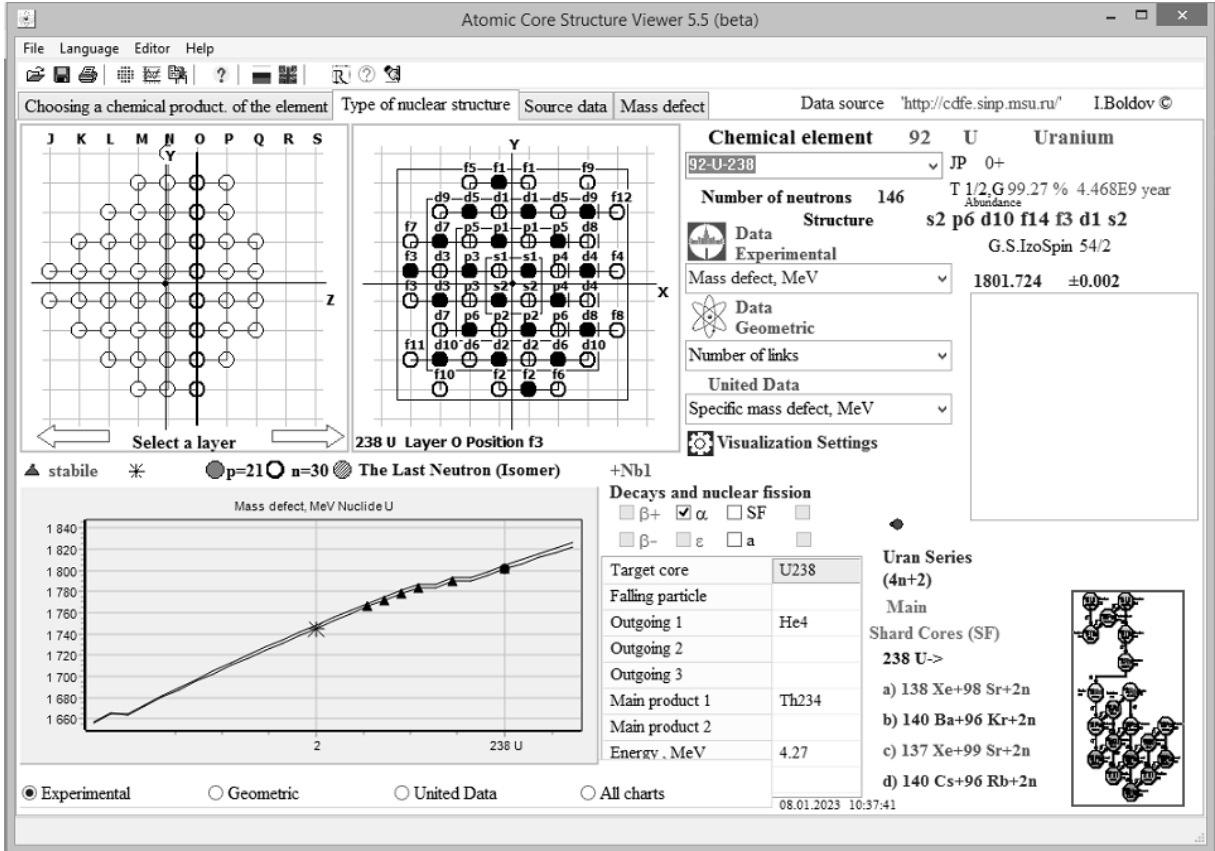 Atomic Core Structure Viewer 5.5 (beta)
File Language Editor Help
Choosing a chemical product. of the element Type of nuclear structure Source data Mass defect Data source 'http://cdfe.sinp.msu.ru/' I.Boldov ©
J K L M N O P Q R S
Y
Z
Select a layer
Y
f5 f1 f1 f9
d9 d5 d1 d1 d5 d9 f12
f7 d7 p5 p1 p1 p5 d8
f3 d3 p3 s1 s1 p4 d4 f4
X
f3 d3 p3 s2 s2 p4 d4
d7 p6 p2 p2 p6 d8 f8
f11 d10 d6 d2 d2 d6 d10
f10 f2 f2 f6
238 U Layer O Position f3
Chemical element 92 U Uranium
92-U-238 JP 0+
Number of neutrons 146 T 1/2,G 99.27 % 4.468E9 year
Abundance
Structure s2 p6 d10 f14 f3 d1 s2
Data
Experimental
G.S.IzoSpin 54/2
Mass defect, MeV 1801.724 ±0.002
Data
Geometric
Number of links
United Data
Specific mass defect, MeV
Visualization Settings
stabile p=21 n=30 The Last Neutron (Isomer) +Nb1
Mass defect, MeV Nuclide U
1 840
1 820
1 800
1 780
1 760
1 740
1 720
1 700
1 680
1 660
2 238 U
Experimental Geometric United Data All charts
Decays and nuclear fission
β+ α SF
β- ε a
Target core U238
Falling particle
Outgoing 1 He4
Outgoing 2
Outgoing 3
Main product 1 Th234
Main product 2
Energy , MeV 4.27
08.01.2023 10:37:41
Uran Series
(4n+2)
Main
Shard Cores (SF)
238 U->
a) 138 Xe+98 Sr+2n
b) 140 Ba+96 Kr+2n
c) 137 Xe+99 Sr+2n
d) 140 Cs+96 Rb+2n